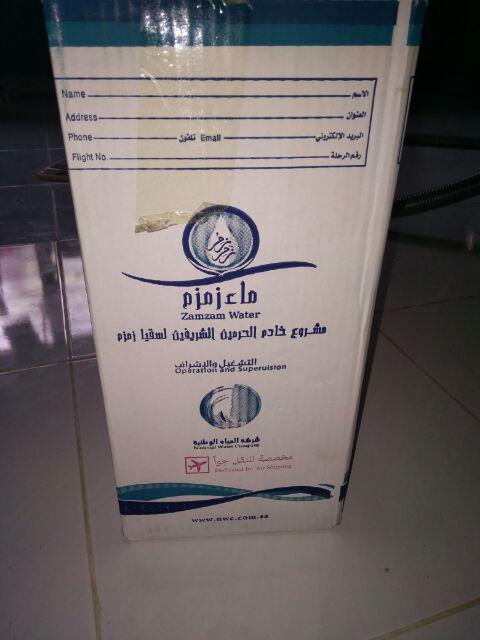 Name الاسم
Address العنوان
Phone تلفون Email البريد الإلكتروني
Flight No. رقم الرحلة
زمزم
ماء زمزم
Zamzam Water
مشروع خادم الحرمين الشريفين لسقيا زمزم
التشغيل والإشراف
Operation and Supervision
شركة المياه الوطنية
National Water Company
مخصصة للنقل جواً
Dedicated for Air Shipping
www.nwc.com.sa